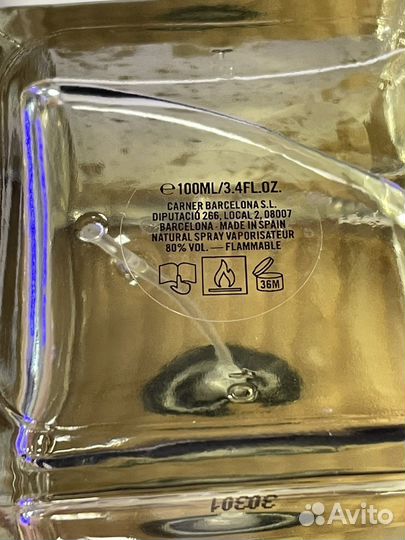 ℮100ML/3.4FL.OZ.
CARNER BARCELONA S.L.
DIPUTACIÓ 266, LOCAL 2, 08007
BARCELONA - MADE IN SPAIN
NATURAL SPRAY VAPORISATEUR
80% VOL. — FLAMMABLE
36M
30301
Avito